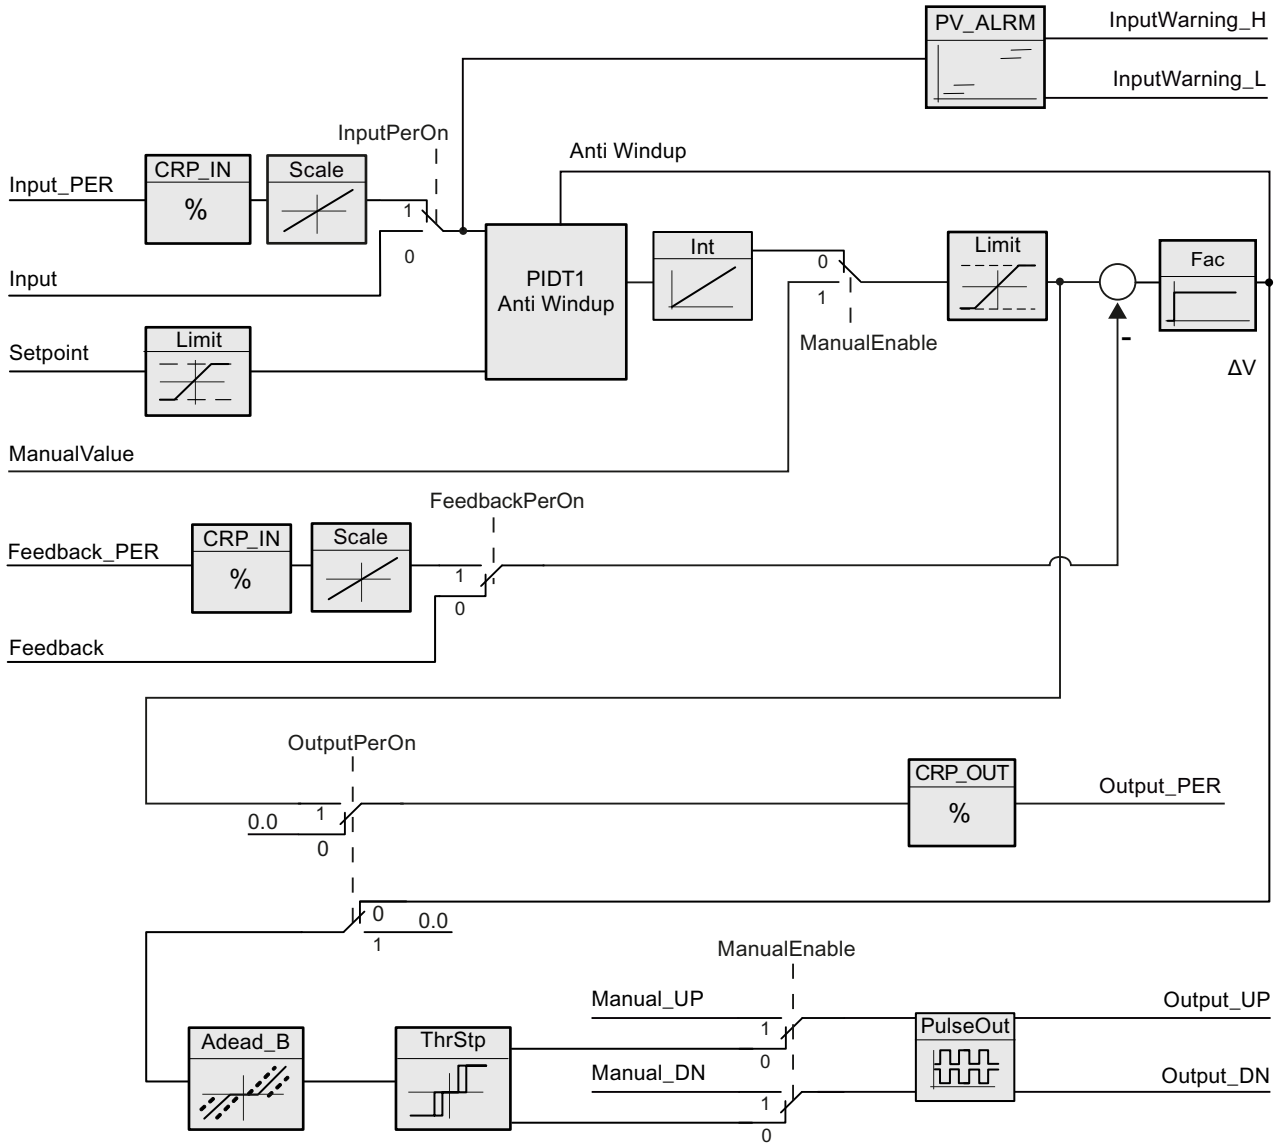 PV_ALRM
InputWarning_H
InputWarning_L
InputPerOn
Anti Windup
Input_PER
CRP_IN
%
Scale
1
0
Input
PIDT1
Anti Windup
Int
0
1
ManualEnable
Limit
-
Fac
ΔV
Setpoint
Limit
ManualValue
FeedbackPerOn
Feedback_PER
CRP_IN
%
Scale
1
0
Feedback
OutputPerOn
1
0.0
0
CRP_OUT
%
Output_PER
0
0.0
1
ManualEnable
Manual_UP
1
0
Manual_DN
1
0
PulseOut
Output_UP
Output_DN
Adead_B
ThrStp